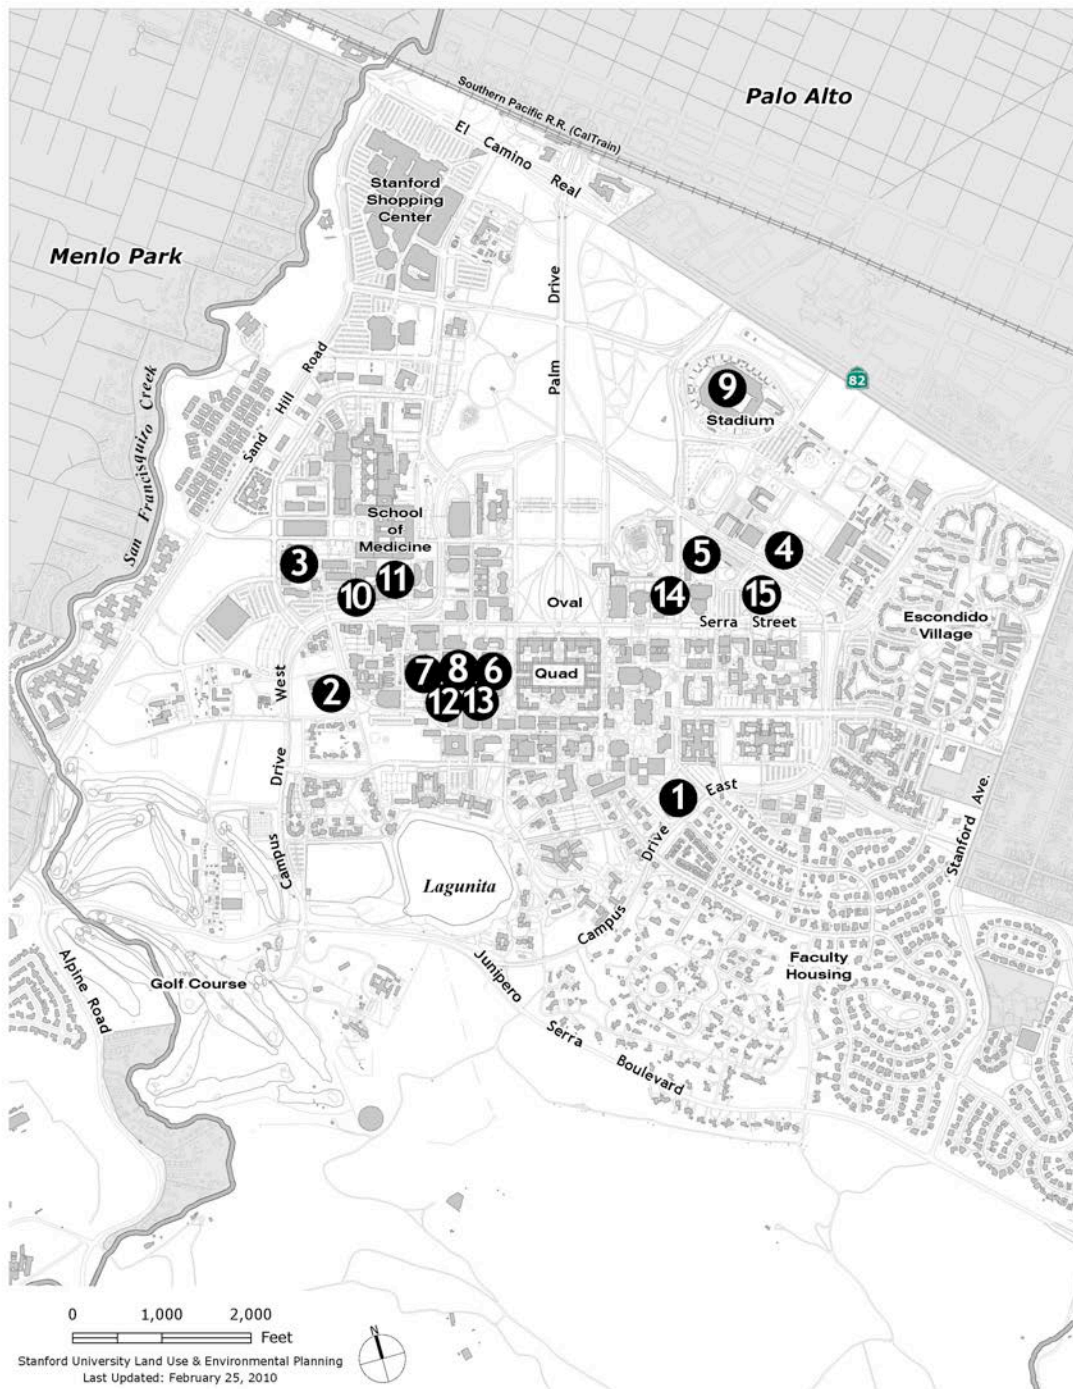 Palo Alto
Southern Pacific R.R. (CalTrain)
El Camino Real
Stanford
Shopping
Center
Menlo Park
Palm Drive
San Francisquiro Creek
Sand Hill Road
82
9
Stadium
School
of
Medicine
3
10
11
5
4
14
15
Oval
Serra Street
Escondido
Village
7
8
6
12
13
Quad
2
Campus Drive West
1
Campus Drive East
Stanford Ave.
Lagunita
Faculty
Housing
Golf Course
Alpine Road
Junipero Serra Boulevard
0 1,000 2,000
Feet
N
Stanford University Land Use & Environmental Planning
Last Updated: February 25, 2010